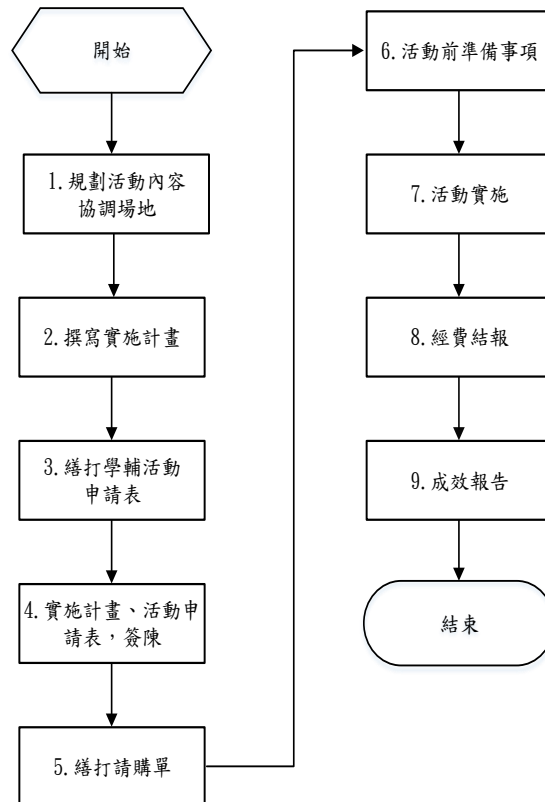 開始
1.規劃活動內容
協調場地
2.撰寫實施計畫
3.繕打學輔活動
申請表
4.實施計畫、活動申
請表，簽陳
5.繕打請購單
6.活動前準備事項
7.活動實施
8.經費結報
9.成效報告
結束